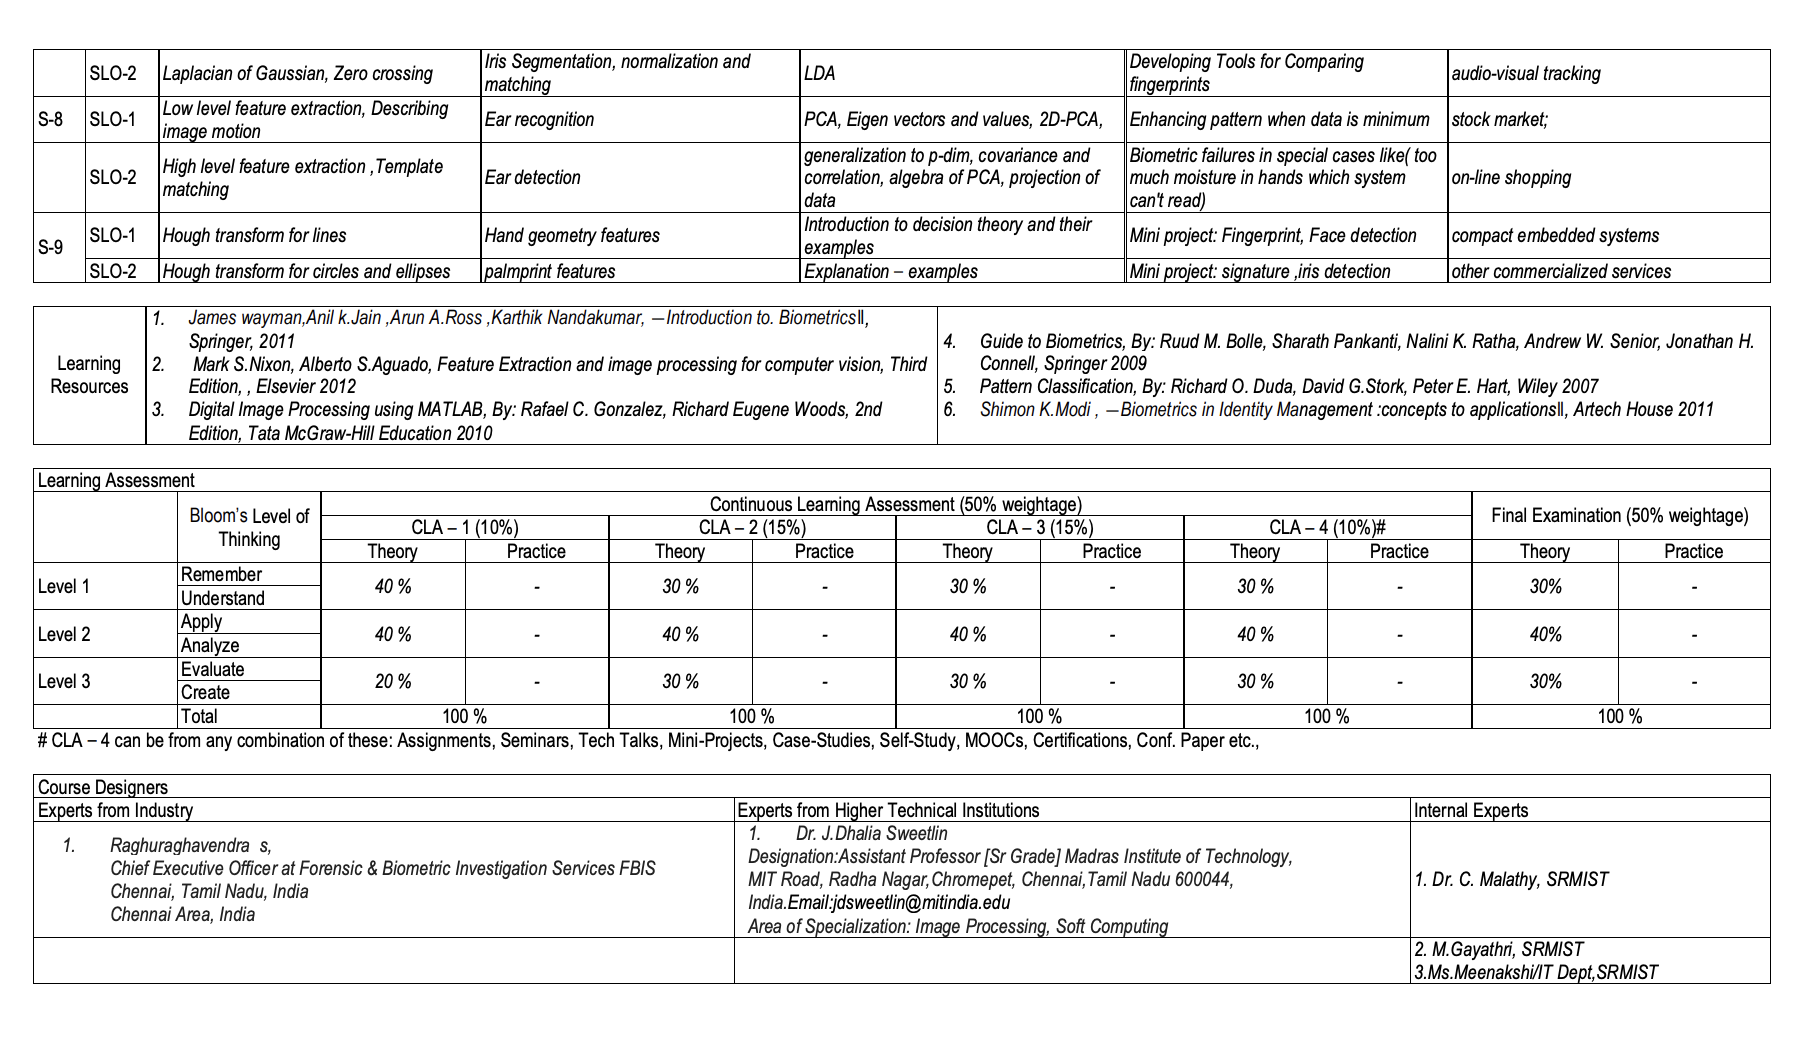 SLO-2 Laplacian of Gaussian, Zero crossing Iris Segmentation, normalization and matching LDA Developing Tools for Comparing fingerprints audio-visual tracking
S-8 SLO-1 Low level feature extraction, Describing image motion Ear recognition PCA, Eigen vectors and values, 2D-PCA, Enhancing pattern when data is minimum stock market;
SLO-2 High level feature extraction ,Template matching Ear detection generalization to p-dim, covariance and correlation, algebra of PCA, projection of data Biometric failures in special cases like( too much moisture in hands which system can't read) on-line shopping
S-9 SLO-1 Hough transform for lines Hand geometry features Introduction to decision theory and their examples Mini project: Fingerprint, Face detection compact embedded systems
SLO-2 Hough transform for circles and ellipses palmprint features Explanation – examples Mini project: signature ,iris detection other commercialized services
Learning
Resources
1. James wayman,Anil k.Jain ,Arun A.Ross ,Karthik Nandakumar, ―Introduction to. Biometrics‖,
Springer, 2011
2. Mark S.Nixon, Alberto S.Aguado, Feature Extraction and image processing for computer vision, Third
Edition, , Elsevier 2012
3. Digital Image Processing using MATLAB, By: Rafael C. Gonzalez, Richard Eugene Woods, 2nd
Edition, Tata McGraw-Hill Education 2010
4. Guide to Biometrics, By: Ruud M. Bolle, Sharath Pankanti, Nalini K. Ratha, Andrew W. Senior, Jonathan H.
Connell, Springer 2009
5. Pattern Classification, By: Richard O. Duda, David G.Stork, Peter E. Hart, Wiley 2007
6. Shimon K.Modi , ―Biometrics in Identity Management :concepts to applications‖, Artech House 2011
Learning Assessment
Bloom’s Level of
Thinking
Continuous Learning Assessment (50% weightage)
Final Examination (50% weightage)
CLA – 1 (10%) CLA – 2 (15%) CLA – 3 (15%) CLA – 4 (10%)#
Theory Practice Theory Practice Theory Practice Theory Practice Theory Practice
Level 1 Remember
Understand
40 % - 30 % - 30 % - 30 % - 30% -
Level 2 Apply
Analyze
40 % - 40 % - 40 % - 40 % - 40% -
Level 3 Evaluate
Create
20 % - 30 % - 30 % - 30 % - 30% -
Total 100 % 100 % 100 % 100 % 100 %
# CLA – 4 can be from any combination of these: Assignments, Seminars, Tech Talks, Mini-Projects, Case-Studies, Self-Study, MOOCs, Certifications, Conf. Paper etc.,
Course Designers
Experts from Industry Experts from Higher Technical Institutions Internal Experts
1. Raghuraghavendra s,
Chief Executive Officer at Forensic & Biometric Investigation Services FBIS
Chennai, Tamil Nadu, India
Chennai Area, India
1. Dr. J.Dhalia Sweetlin
Designation:Assistant Professor [Sr Grade] Madras Institute of Technology,
MIT Road, Radha Nagar,Chromepet, Chennai,Tamil Nadu 600044,
India.Email:jdsweetlin@mitindia.edu
Area of Specialization: Image Processing, Soft Computing
1. Dr. C. Malathy, SRMIST
2. M.Gayathri, SRMIST
3.Ms.Meenakshi/IT Dept,SRMIST